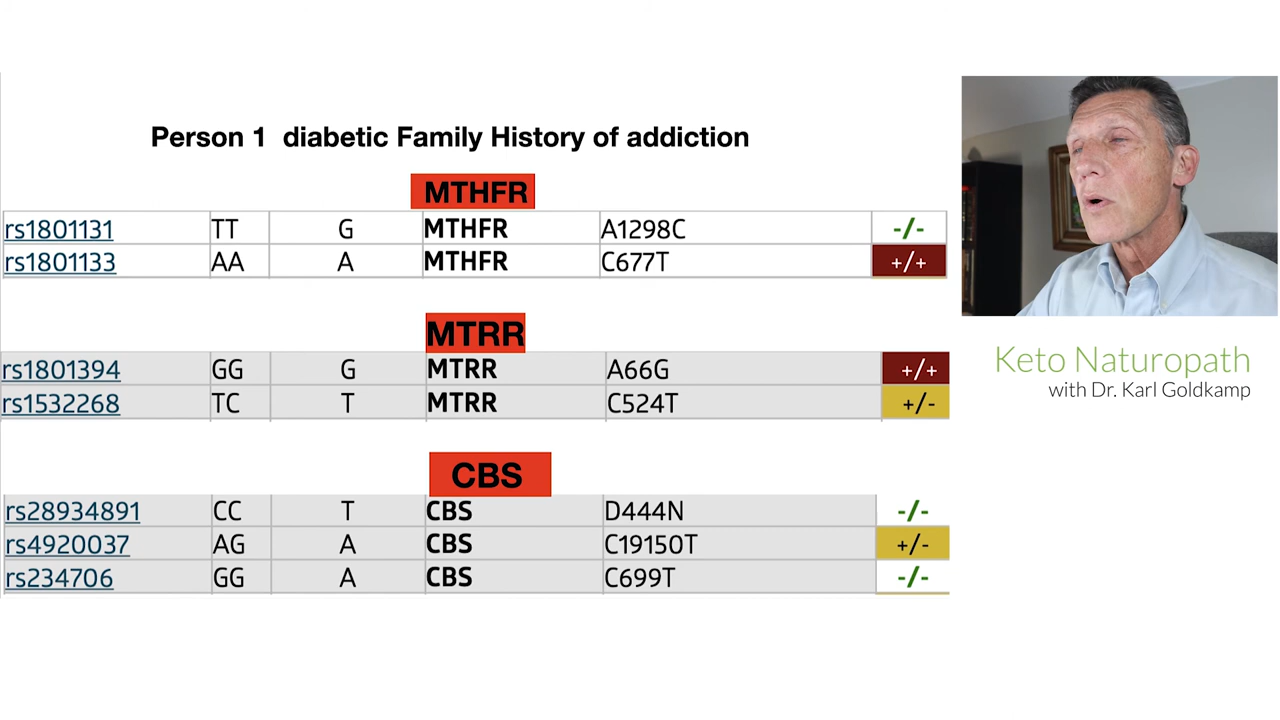 Person 1 diabetic Family History of addiction
MTHFR
rs1801131 TT G MTHFR A1298C -/-
rs1801133 AA A MTHFR C677T +/+
MTRR
rs1801394 GG G MTRR A66G +/+
rs1532268 TC T MTRR C524T +/-
CBS
rs28934891 CC T CBS D444N -/-
rs4920037 AG A CBS C19150T +/-
rs234706 GG A CBS C699T -/-
Keto Naturopath
with Dr. Karl Goldkamp